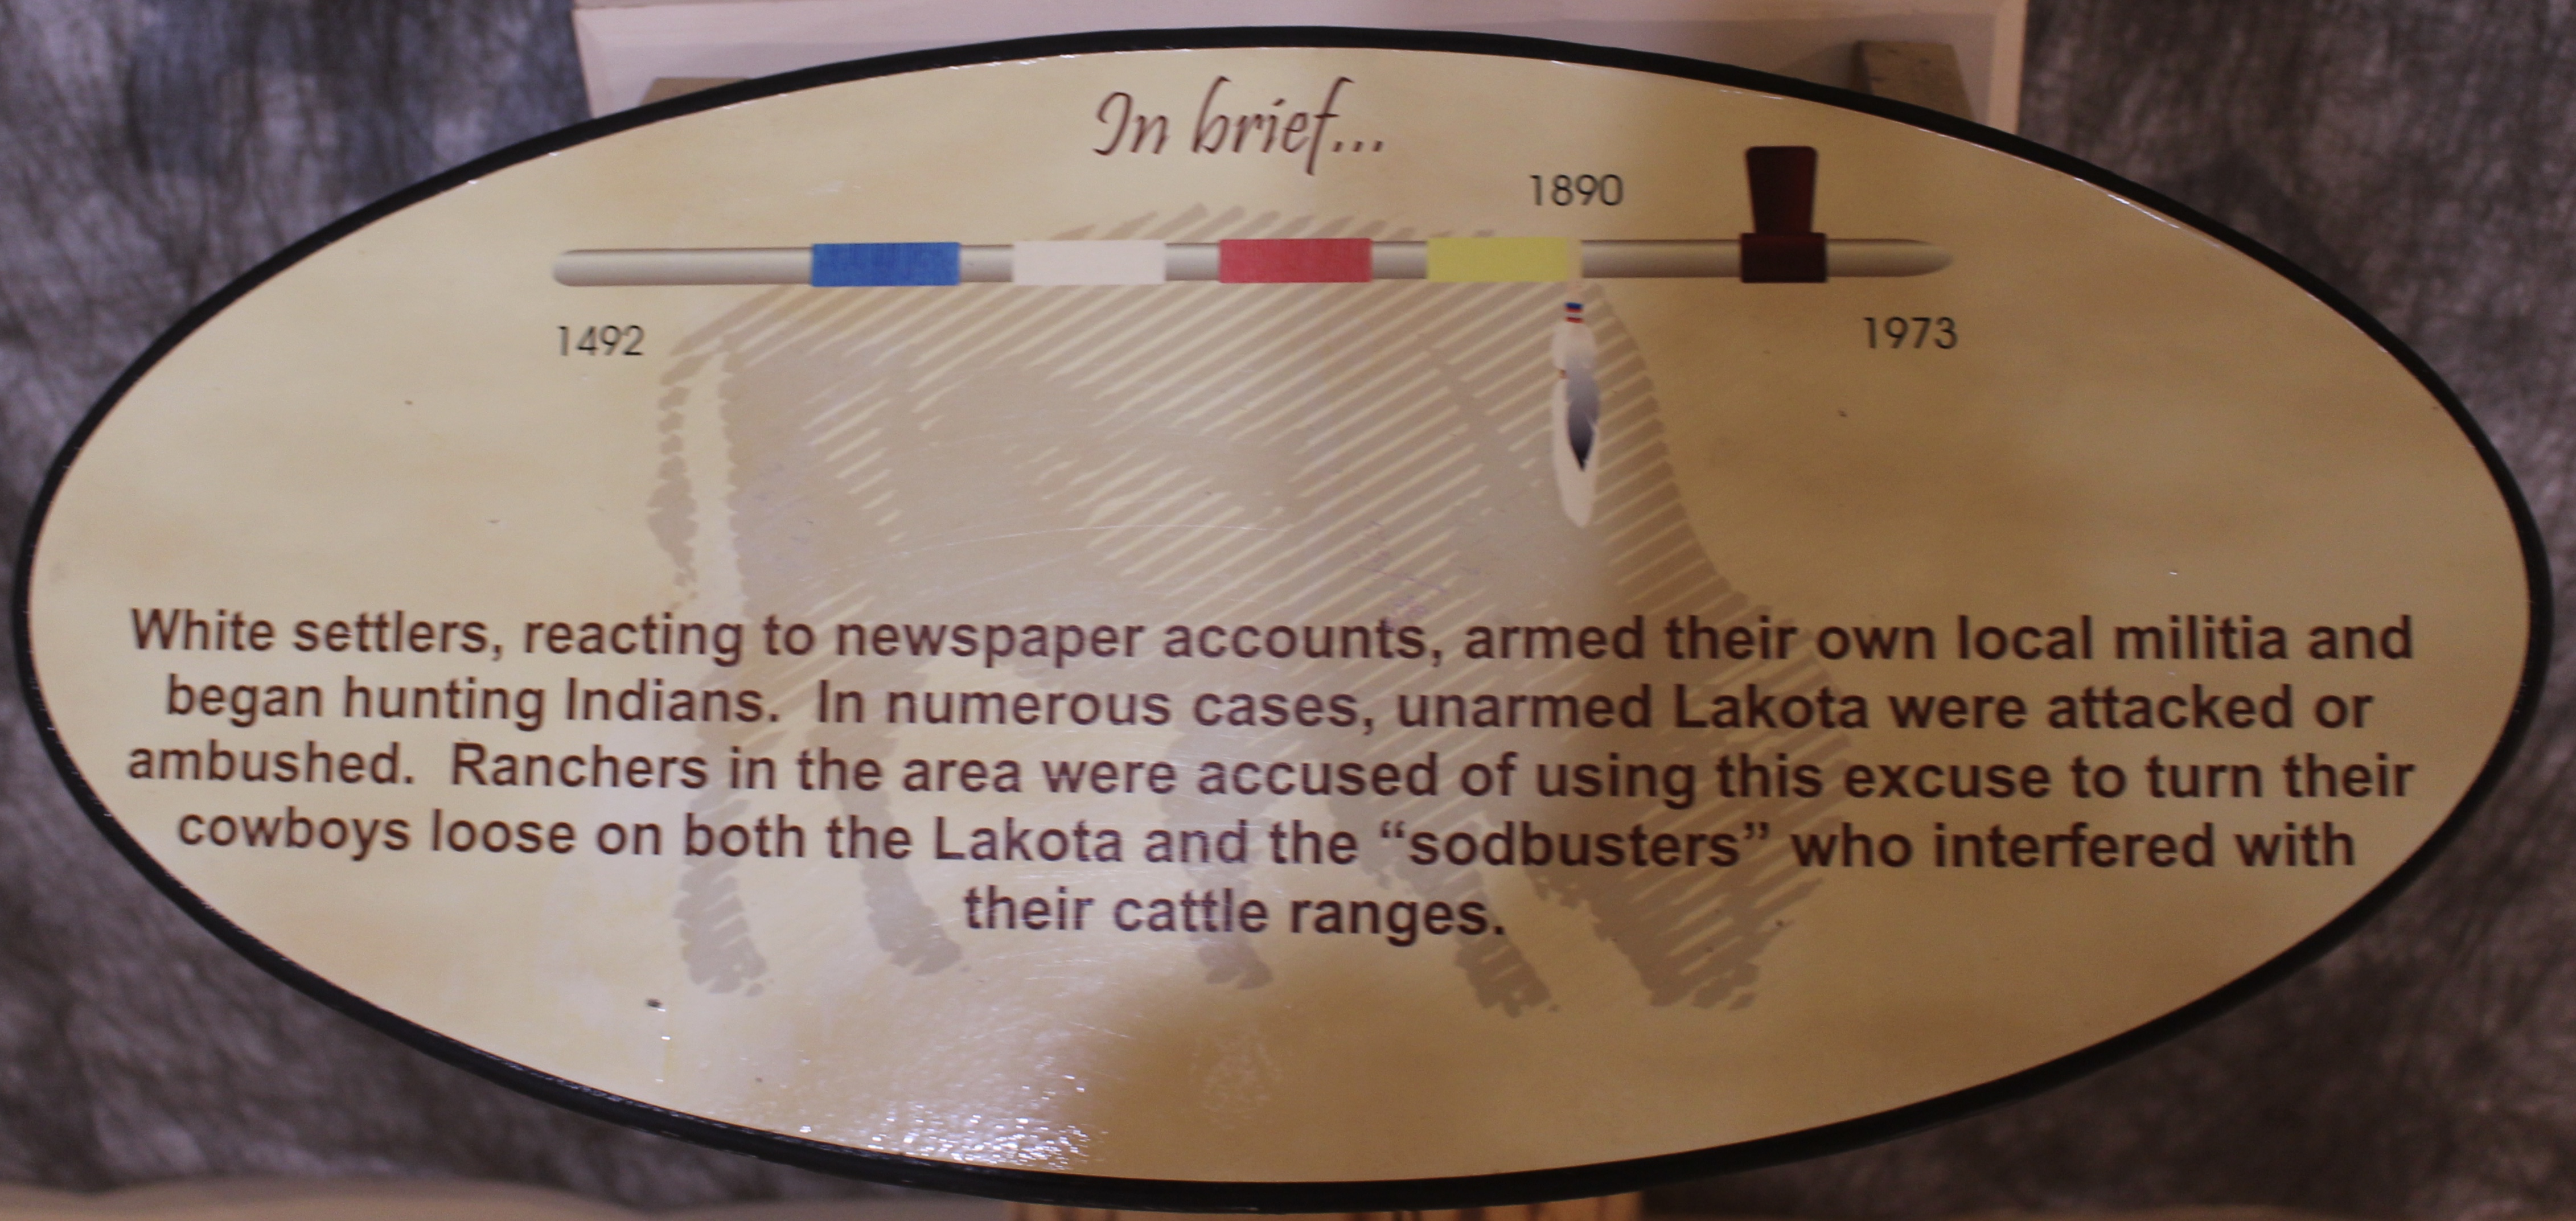 In brief...
1890
1492
1973
White settlers, reacting to newspaper accounts, armed their own local militia and
began hunting Indians.  In numerous cases, unarmed Lakota were attacked or
ambushed.  Ranchers in the area were accused of using this excuse to turn their
cowboys loose on both the Lakota and the “sodbusters” who interfered with
their cattle ranges.